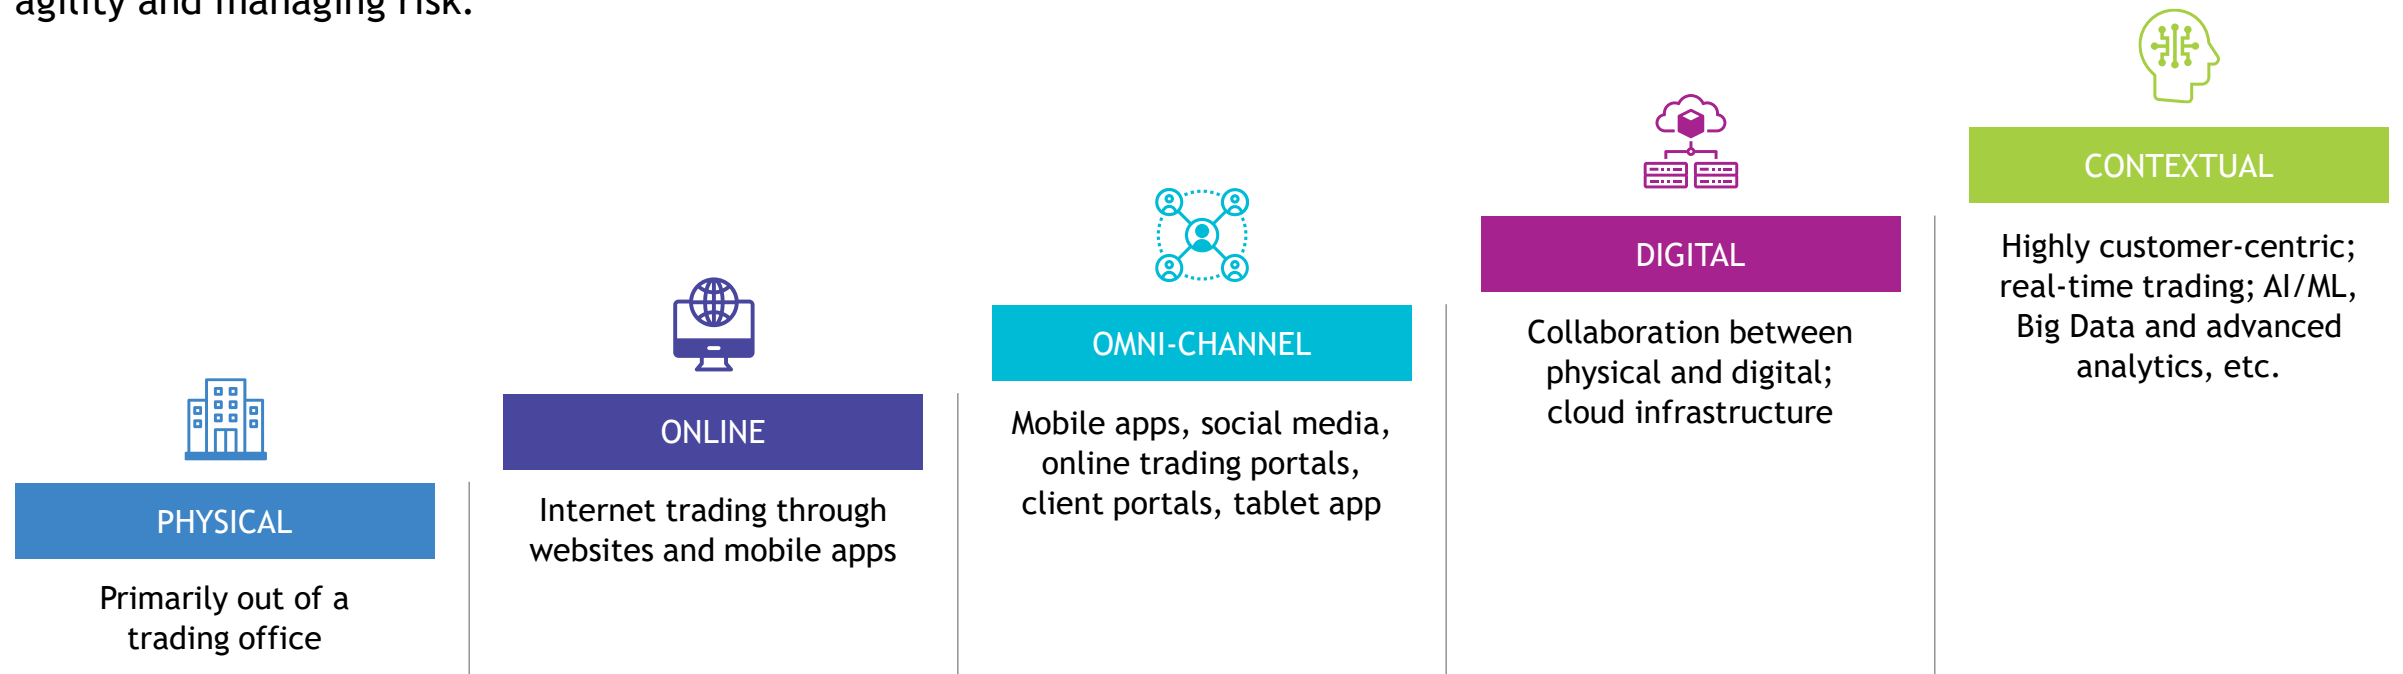 agility and managing risk.
CONTEXTUAL
Highly customer-centric;
real-time trading; AI/ML,
Big Data and advanced
analytics, etc.
DIGITAL
Collaboration between
physical and digital;
cloud infrastructure
OMNI-CHANNEL
Mobile apps, social media,
online trading portals,
client portals, tablet app
ONLINE
Internet trading through
websites and mobile apps
PHYSICAL
Primarily out of a
trading office